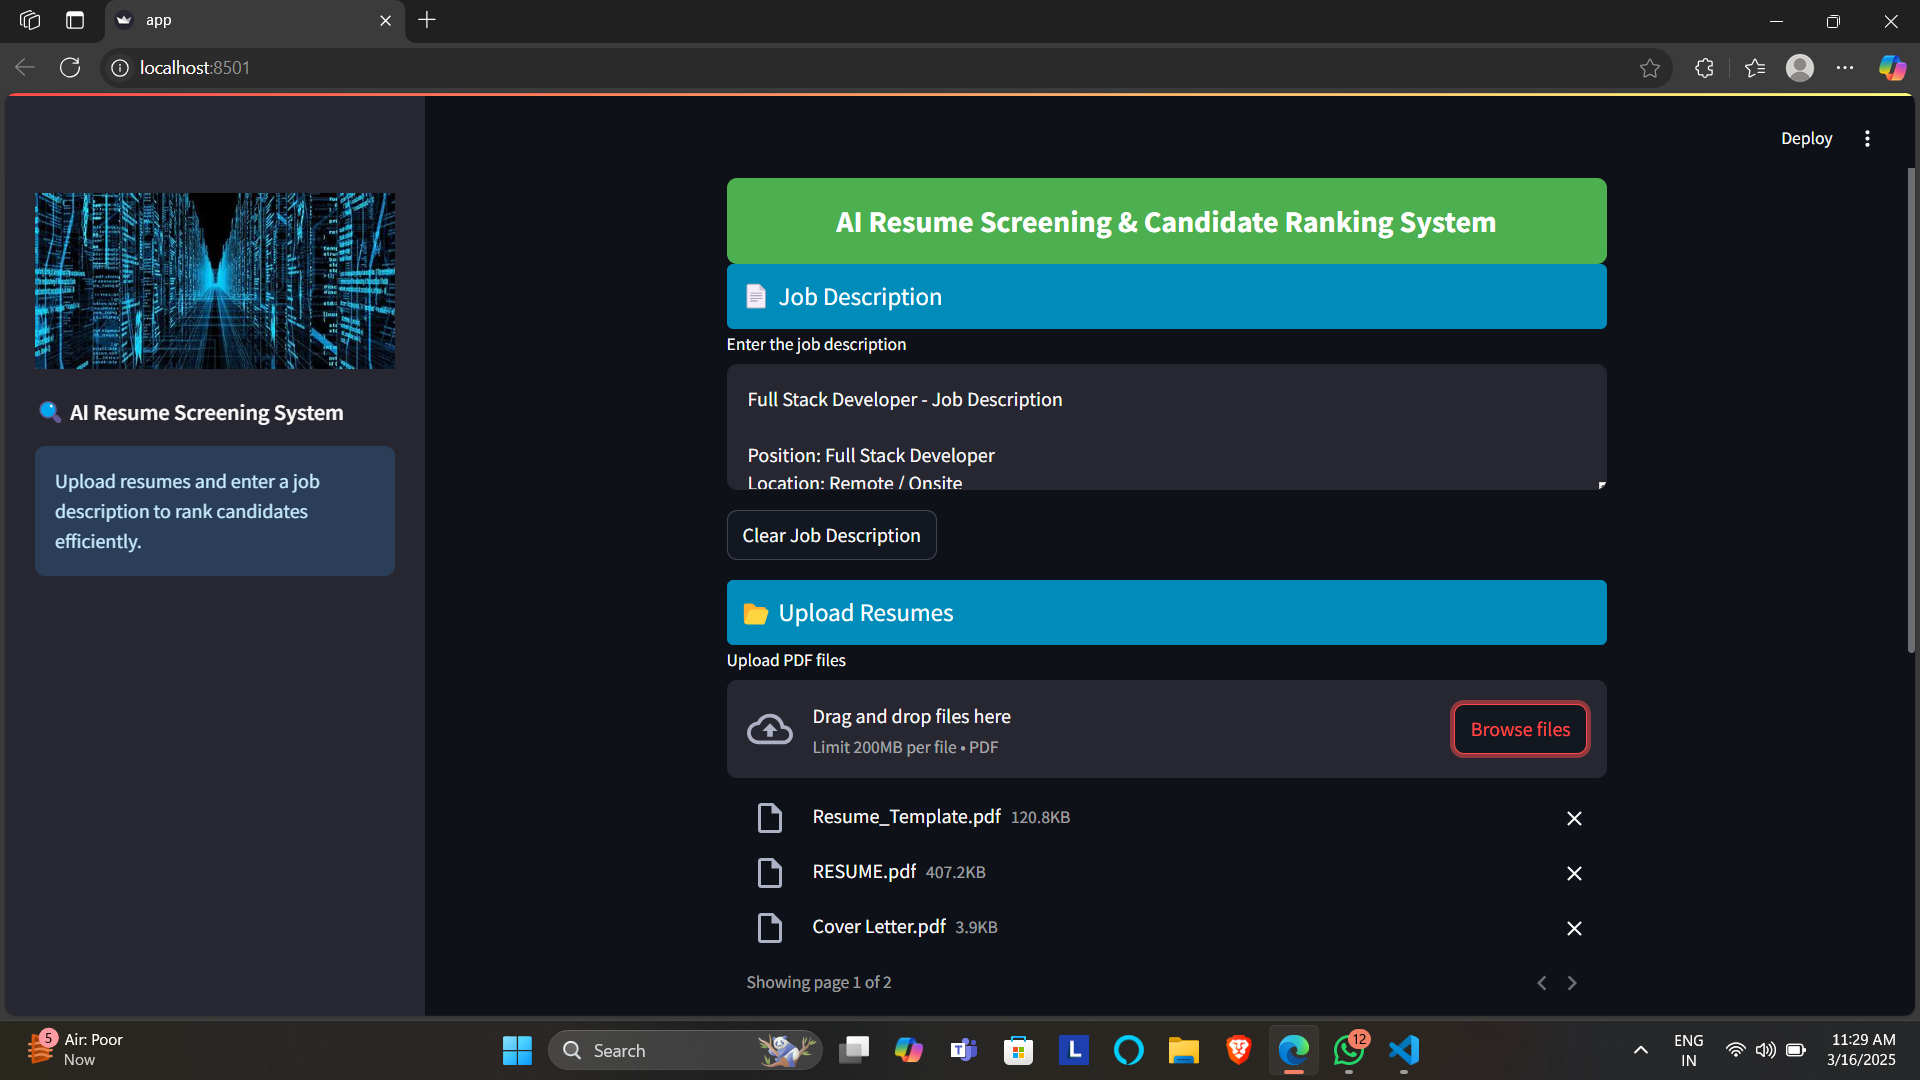 app
localhost:8501
Deploy
AI Resume Screening & Candidate Ranking System
Job Description
Enter the job description
Full Stack Developer - Job Description
Position: Full Stack Developer
Location: Remote / Onsite
Clear Job Description
AI Resume Screening System
Upload resumes and enter a job
description to rank candidates
efficiently.
Upload Resumes
Upload PDF files
Drag and drop files here
Limit 200MB per file • PDF
Browse files
Resume_Template.pdf 120.8KB
RESUME.pdf 407.2KB
Cover Letter.pdf 3.9KB
Showing page 1 of 2
5
Air: Poor
Now
Search
T
L
12
ENG
IN
11:29 AM
3/16/2025